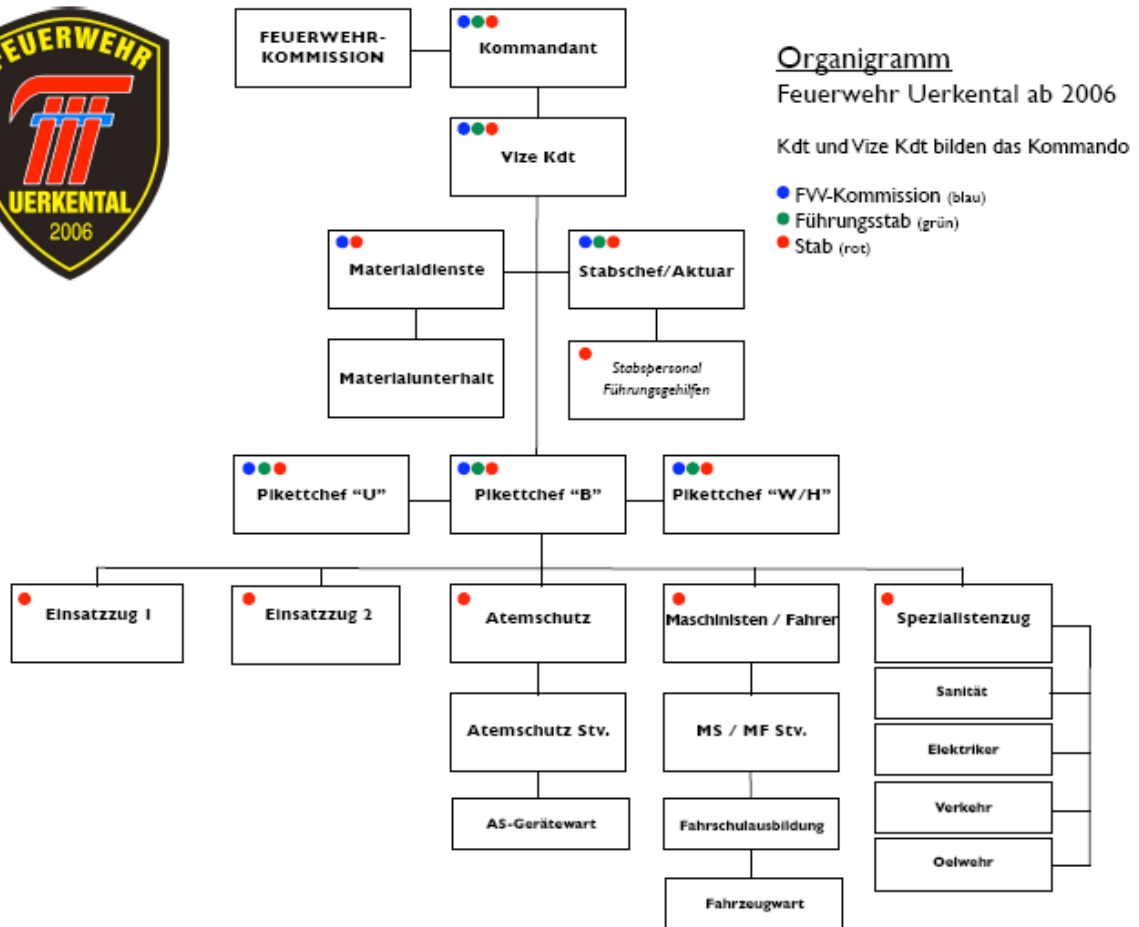 FEUERWEHR
UERKENTAL
2006
FEUERWEHR-
KOMMISSION
Kommandant
Organigramm
Feuerwehr Uerkental ab 2006
Kdt und Vize Kdt bilden das Kommando
FW-Kommission (blau)
Führungsstab (grün)
Stab (rot)
Vize Kdt
Materialdienste
Stabschef/Aktuar
Materialunterhalt
Stabspersonal
Führungsgehilfen
Pikettchef “U”
Pikettchef “B”
Pikettchef “W/H”
Einsatzzug 1
Einsatzzug 2
Atemschutz
Maschinisten / Fahrer
Spezialistenzug
Sanität
Atemschutz Stv.
MS / MF Stv.
Elektriker
AS-Gerätewart
Fahrschulausbildung
Verkehr
Oelwehr
Fahrzeugwart